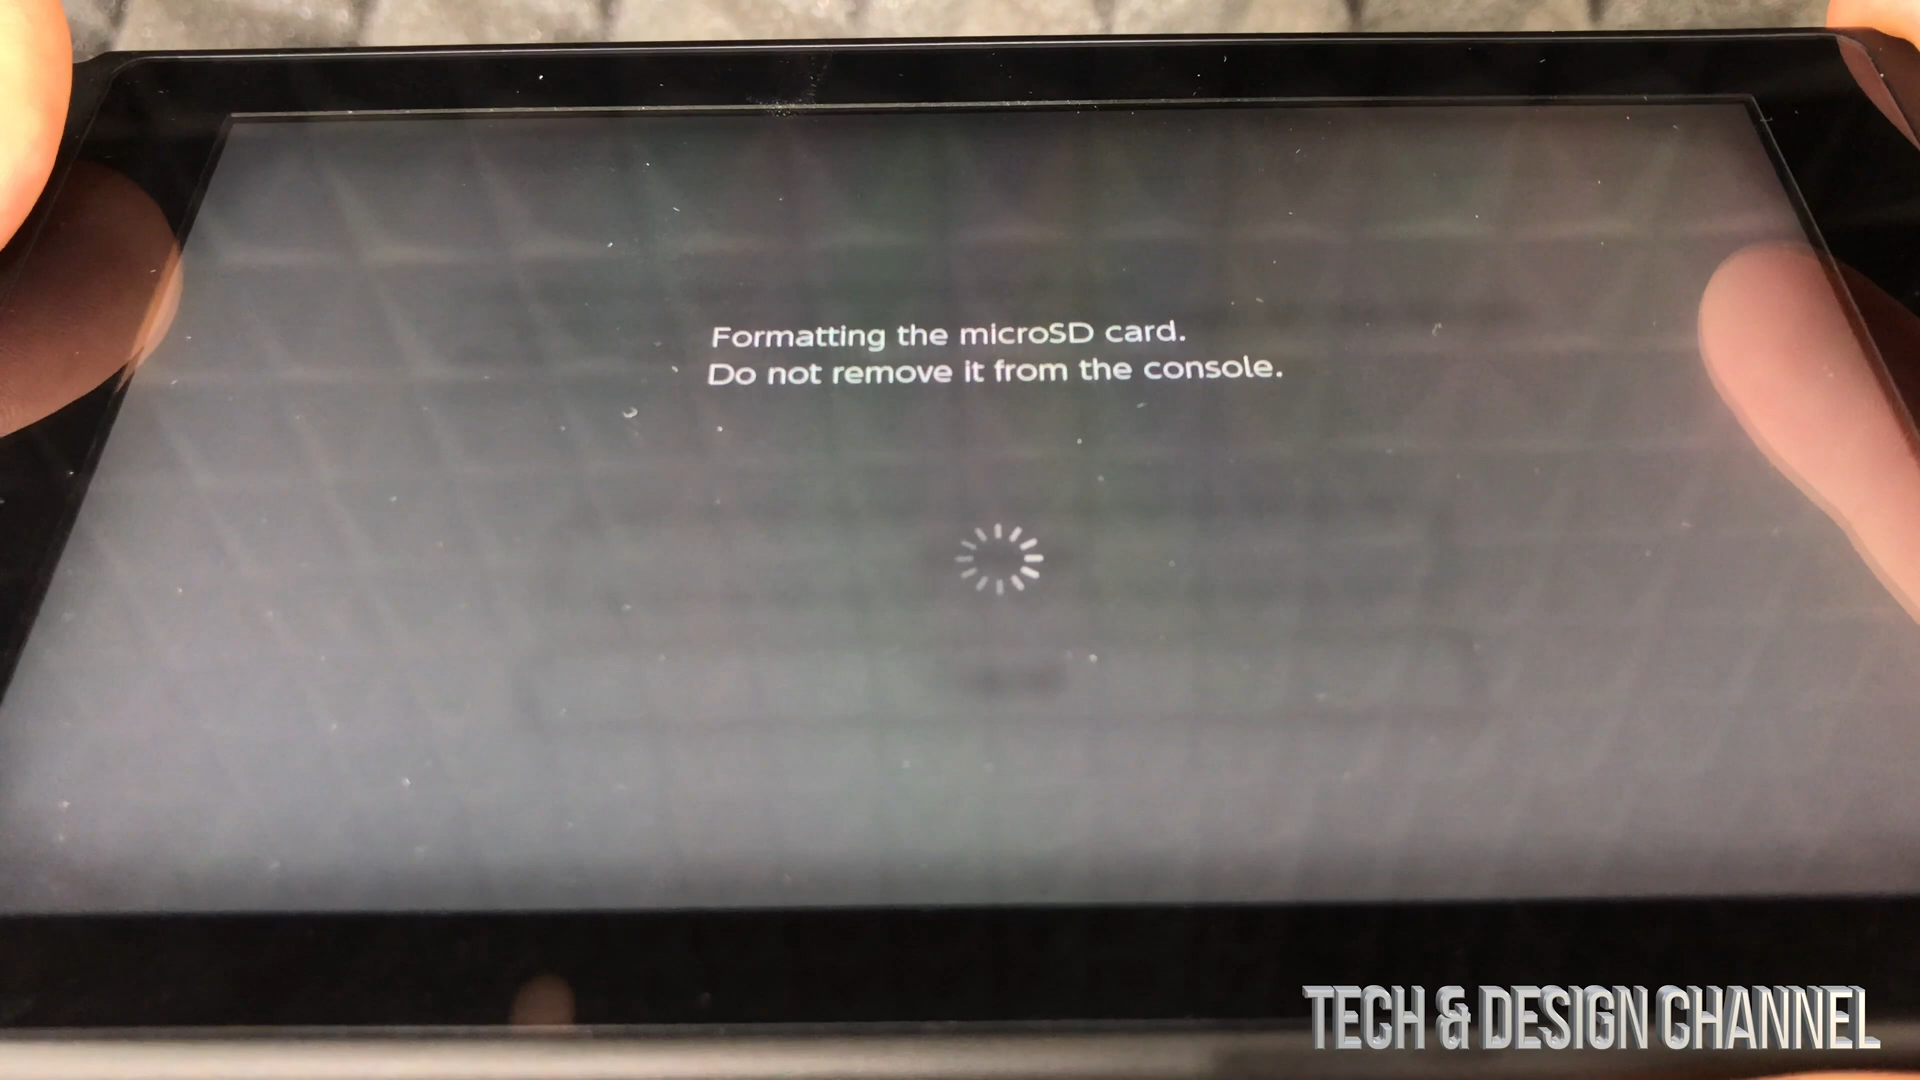 Formatting the microSD card.
Do not remove it from the console.
TECH & DESIGN CHANNEL